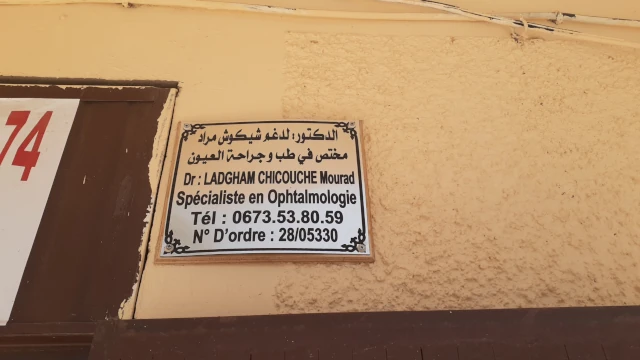 74
الدكتور: لدغم شيكوش مراد
مختص في طب و جراحة العيون
Dr : LADGHAM CHICOUCHE Mourad
Spécialiste en Ophtalmologie
Tél : 0673.53.80.59
N° D'ordre : 28/05330